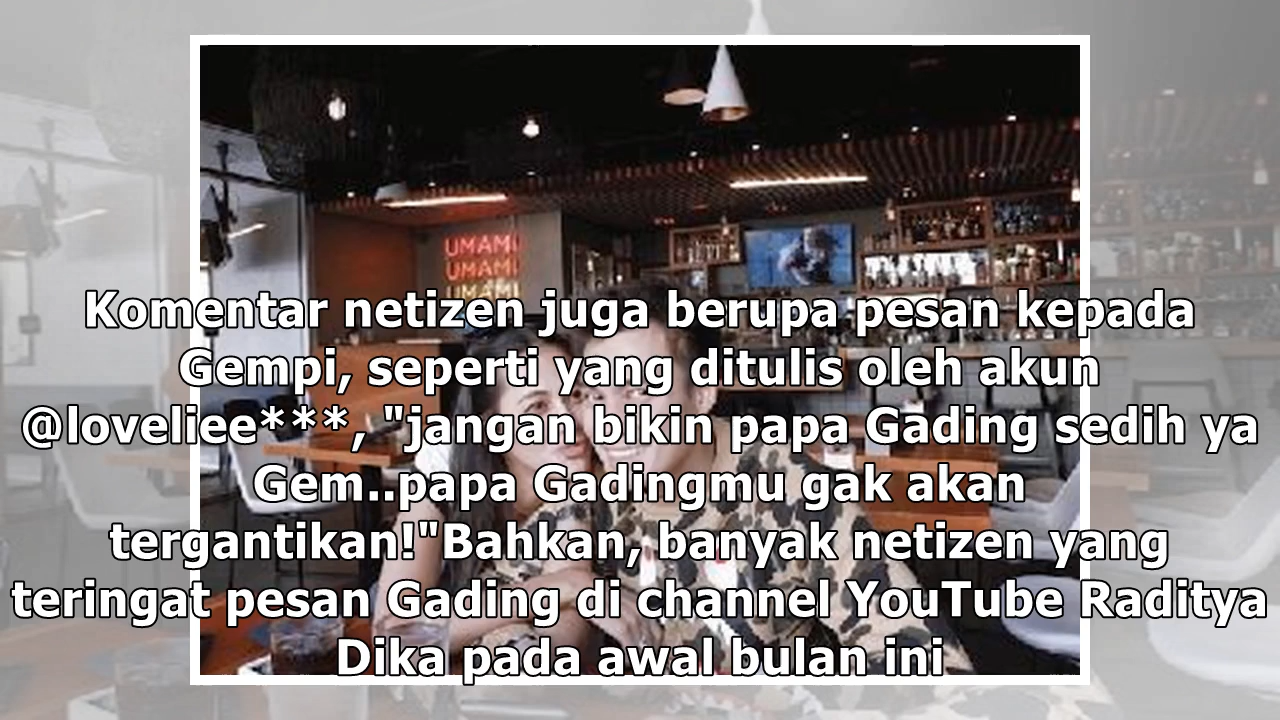 UMAMI
UMAMI
UMAMI
Komentar netizen juga berupa pesan kepada
Gempi, seperti yang ditulis oleh akun
@loveliee***, "jangan bikin papa Gading sedih ya
Gem..papa Gadingmu gak akan
tergantikan!"Bahkan, banyak netizen yang
teringat pesan Gading di channel YouTube Raditya
Dika pada awal bulan ini